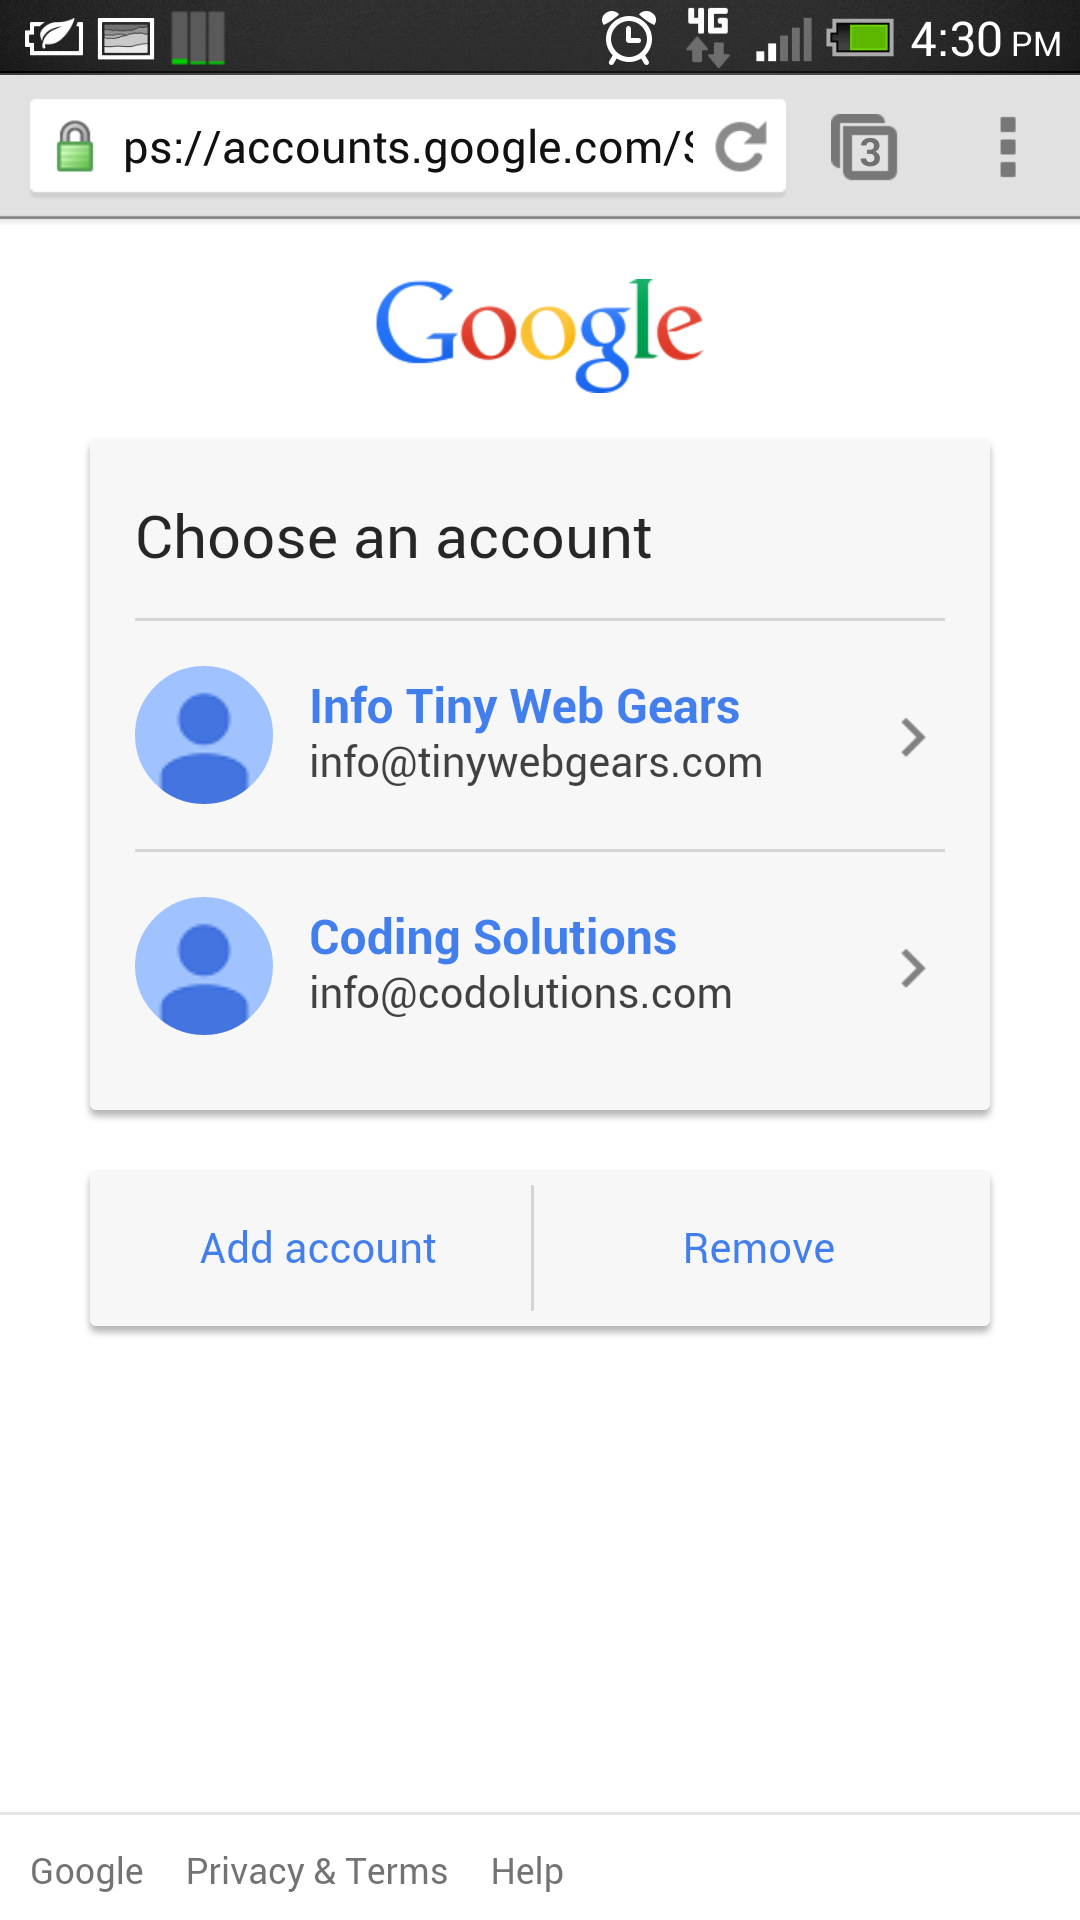 4G
4:30 PM
ps://accounts.google.com/
3
Google
Choose an account
Info Tiny Web Gears
info@tinywebgears.com
Coding Solutions
info@codolutions.com
Add account
Remove
Google Privacy & Terms Help